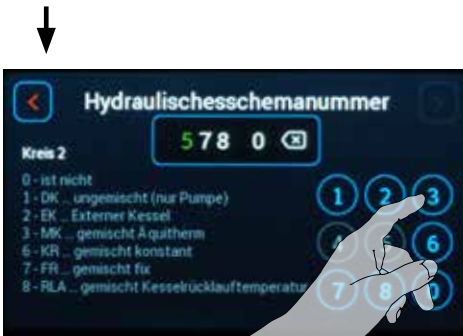 Hydraulischesschemanummer
578 0
Kreis 2
0 - ist nicht
1 - DK ... ungemischt (nur Pumpe)
2 - EK ... Externer Kessel
3 - MK ... gemischt Aquitherm
6 - KR ... gemischt konstant
7 - FR ... gemischt fix
8 - RLA ... gemischt Kesselrücklauftemperatur
1 2 3
6
7 8 0